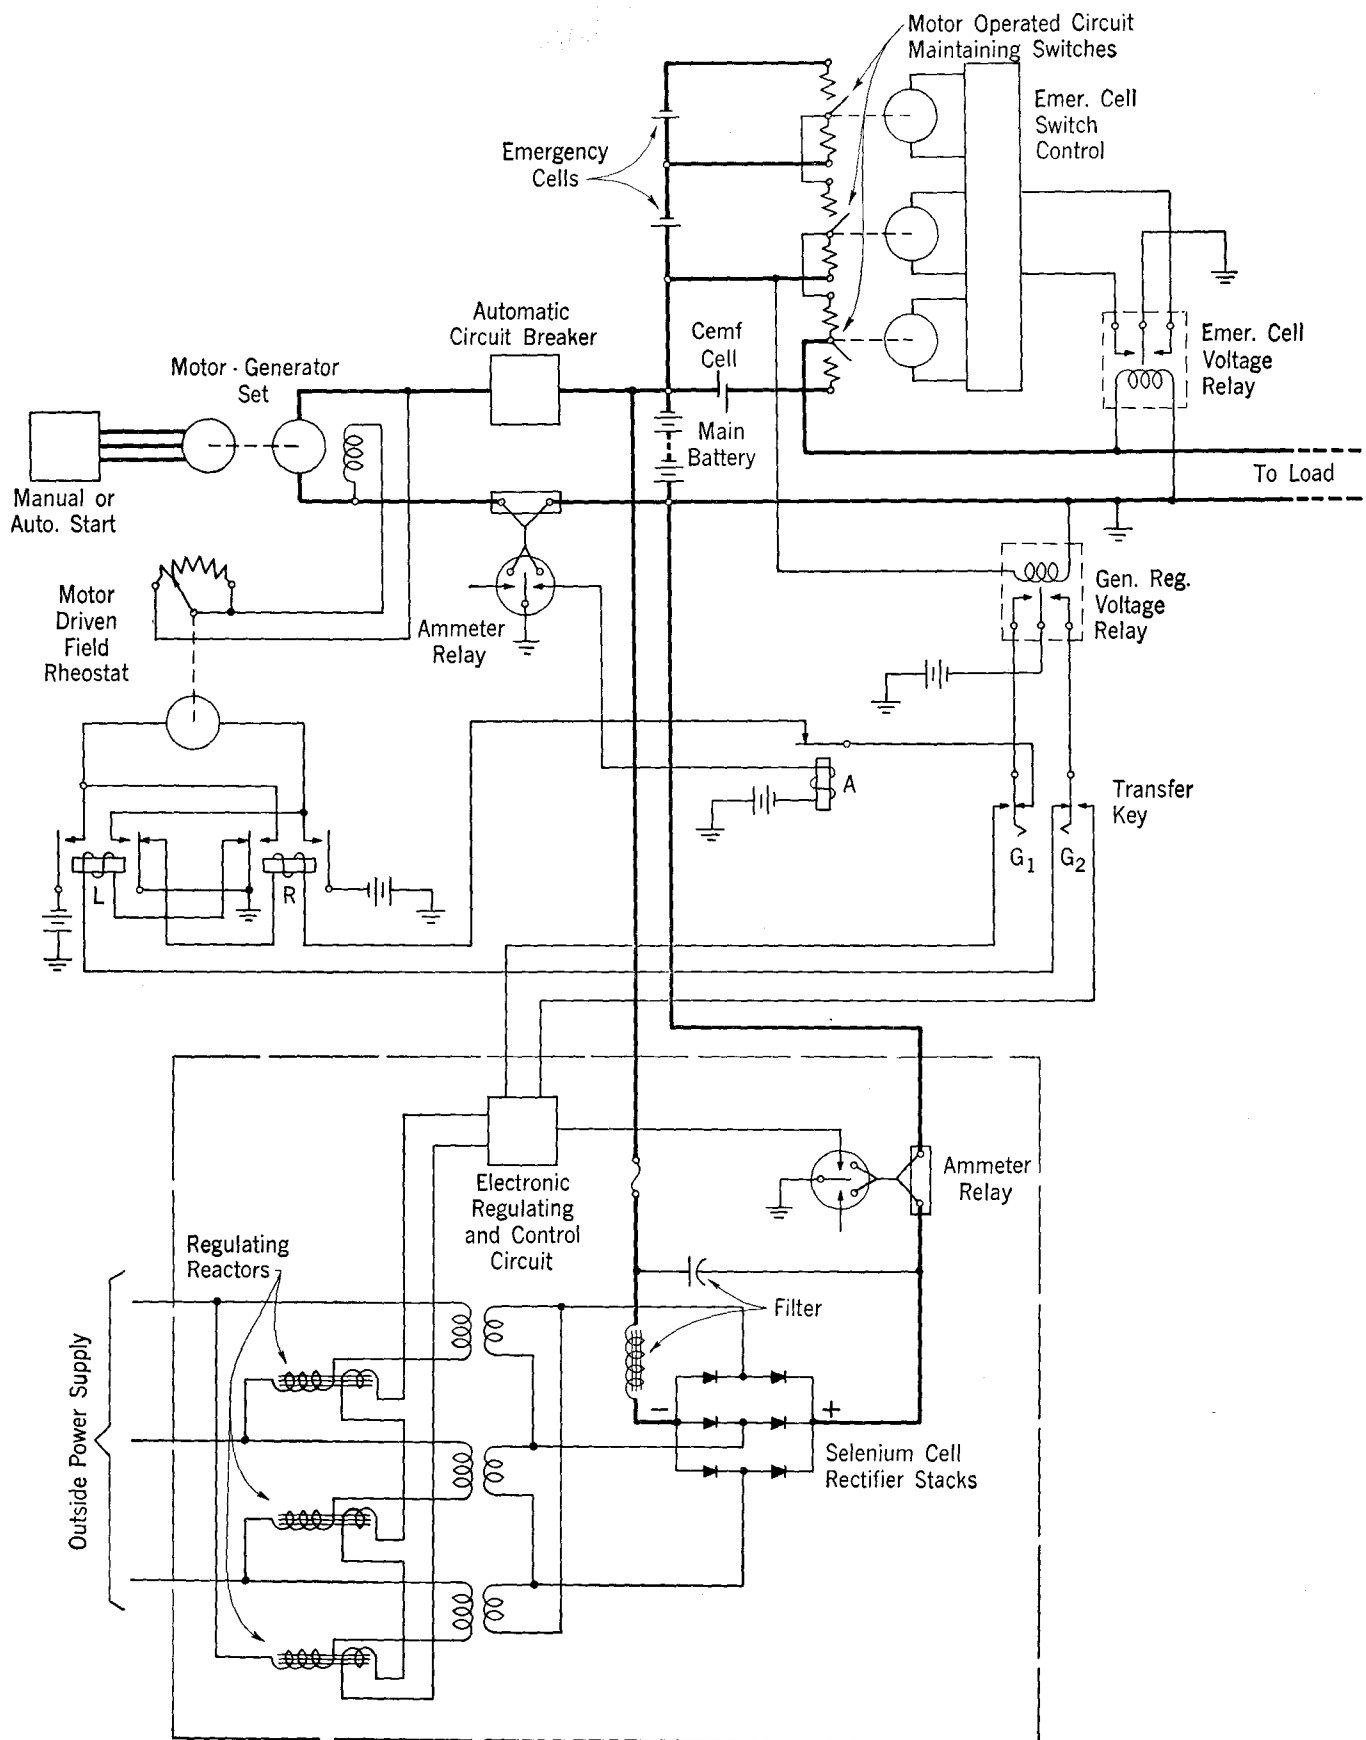 Motor Operated Circuit
Maintaining Switches
Emer. Cell
Switch
Control
Emergency
Cells
Automatic
Circuit Breaker
Cemf
Cell
Emer. Cell
Voltage
Relay
Motor - Generator
Set
Main
Battery
To Load
Manual or
Auto. Start
Motor
Driven
Field
Rheostat
Ammeter
Relay
Gen. Reg.
Voltage
Relay
A
Transfer
Key
G1
G2
L
R
Electronic
Regulating
and Control
Circuit
Ammeter
Relay
Regulating
Reactors
Filter
Outside Power Supply
−
+
Selenium Cell
Rectifier Stacks